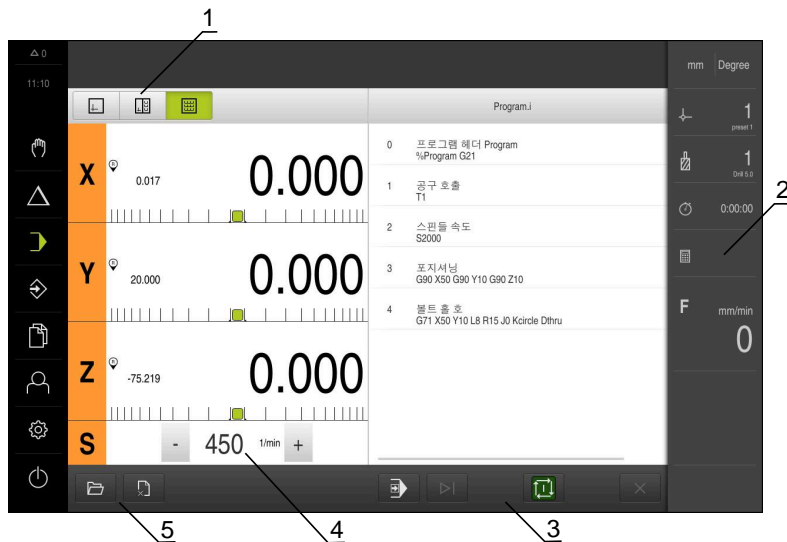 1
△ 0
11:10
mm Degree
Program.i
X
R
0.017
0.000
Y
R
20.000
0.000
Z
R
-75.219
0.000
S
-
450
1/min
+
0 프로그램 헤더 Program
%Program G21
1 공구 호출
T1
2 스핀들 속도
S2000
3 포지셔닝
G90 X50 G90 Y10 G90 Z10
4 볼트 홀 호
G71 X50 Y10 L8 R15 J0 Kcircle Dthru
1
preset 1
1
Drill 5.0
0:00:00
2
F mm/min
0
5
4
3